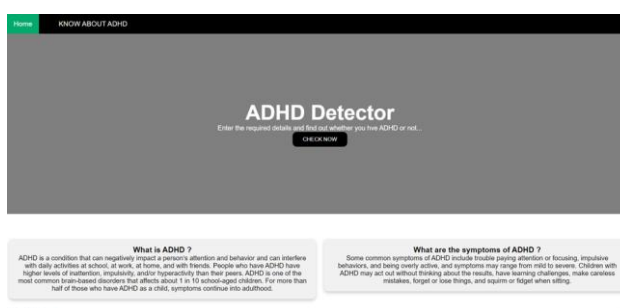 Home KNOW ABOUT ADHD
ADHD Detector
Enter the required details and find out whether you hve ADHD or not...
CHECK NOW
What is ADHD ?
ADHD is a condition that can negatively impact a person's attention and behavior and can interfere
with daily activities at school, at work, at home, and with friends. People who have ADHD have
higher levels of inattention, impulsivity, and/or hyperactivity than their peers. ADHD is one of the
most common brain-based disorders that affects about 1 in 10 school-aged children. For more than
half of those who have ADHD as a child, symptoms continue into adulthood.
What are the symptoms of ADHD ?
Some common symptoms of ADHD include trouble paying attention or focusing, impulsive
behaviors, and being overly active, and symptoms may range from mild to severe. Children with
ADHD may act out without thinking about the results, have learning challenges, make careless
mistakes, forget or lose things, and squirm or fidget when sitting.